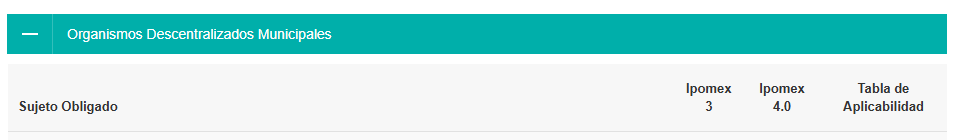 Organismos Descentralizados Municipales
Sujeto Obligado
Ipomex
3
Ipomex
4.0
Tabla de
Aplicabilidad